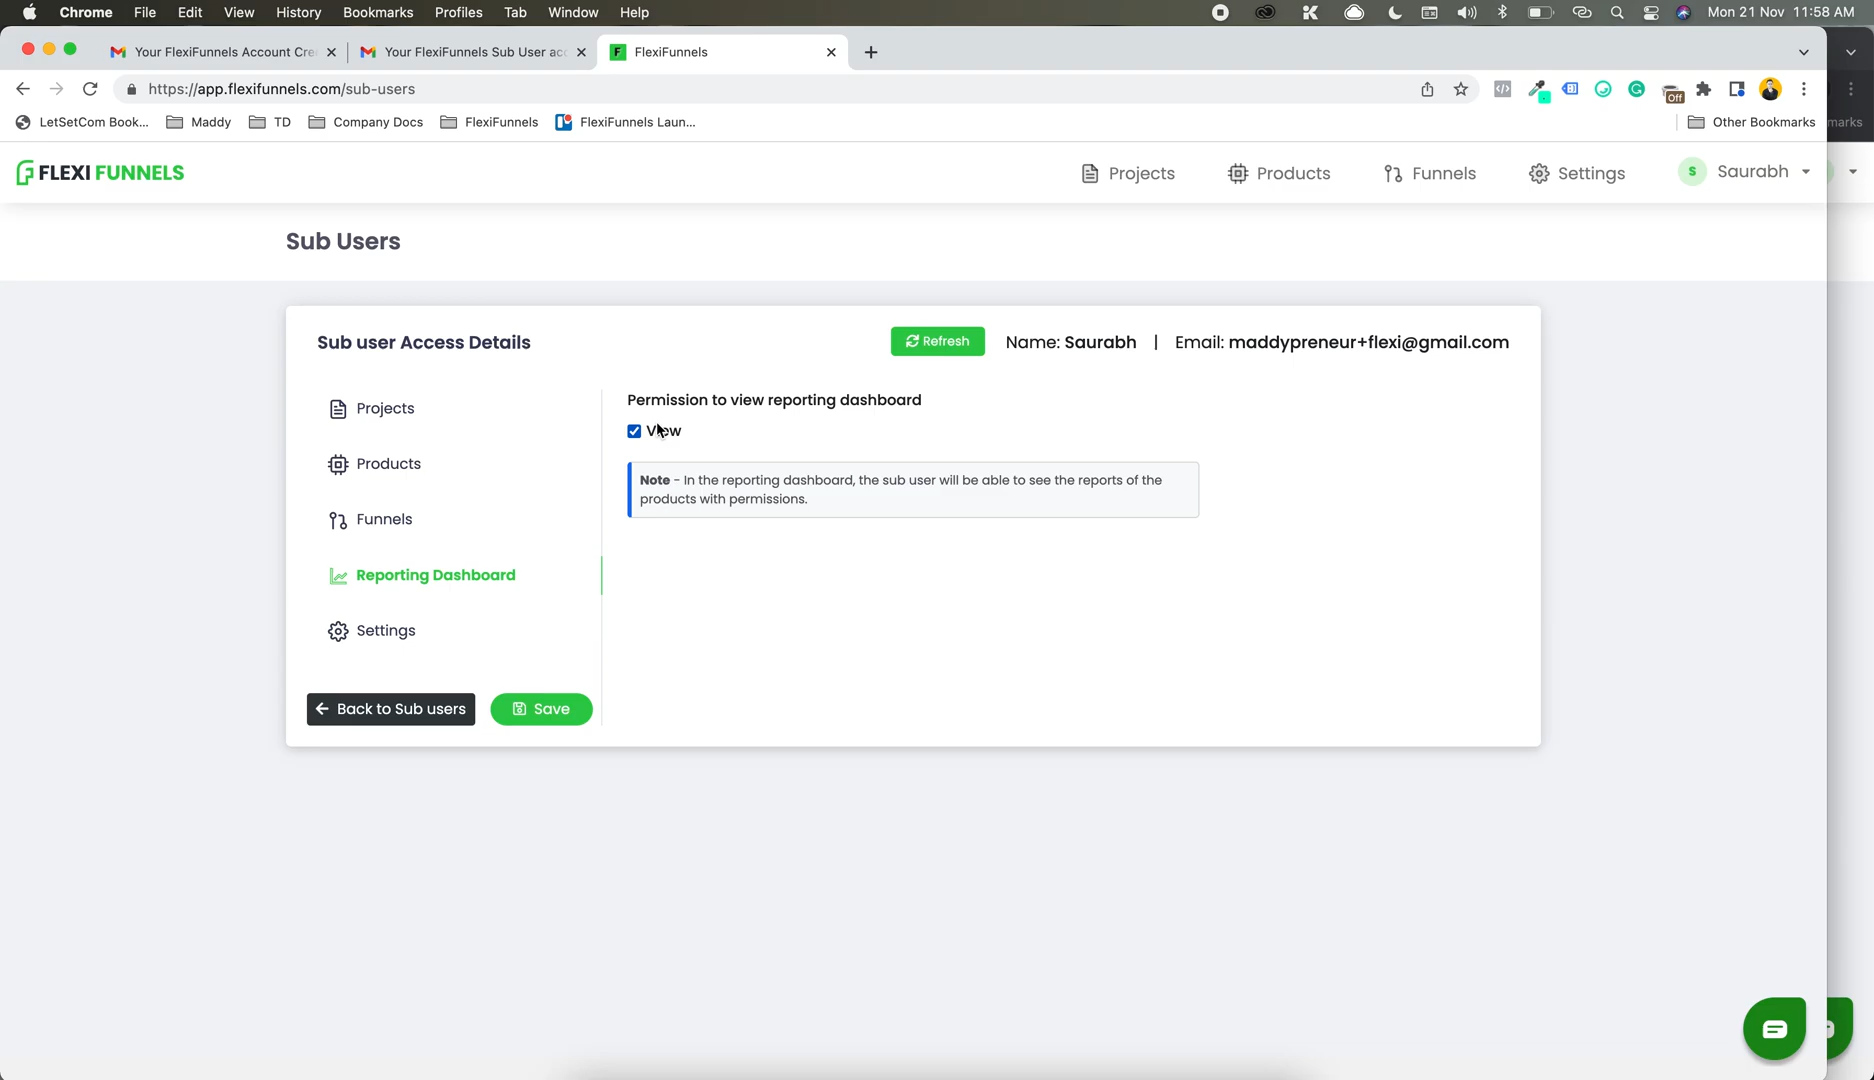 Chrome File Edit View History Bookmarks Profiles Tab Window Help Mon 21 Nov 11:58 AM
Your FlexiFunnels Account Cre Your FlexiFunnels Sub User acc FlexiFunnels
https://app.flexifunnels.com/sub-users
Off
LetSetCom Book... Maddy TD Company Docs FlexiFunnels FlexiFunnels Laun... Other Bookmarks marks
FLEXI FUNNELS Projects Products Funnels Settings S Saurabh
Sub Users
Sub user Access Details Refresh Name: Saurabh | Email: maddypreneur+flexi@gmail.com
Projects
Products
Funnels
Reporting Dashboard
Settings
Back to Sub users Save
Permission to view reporting dashboard
View
Note - In the reporting dashboard, the sub user will be able to see the reports of the
products with permissions.